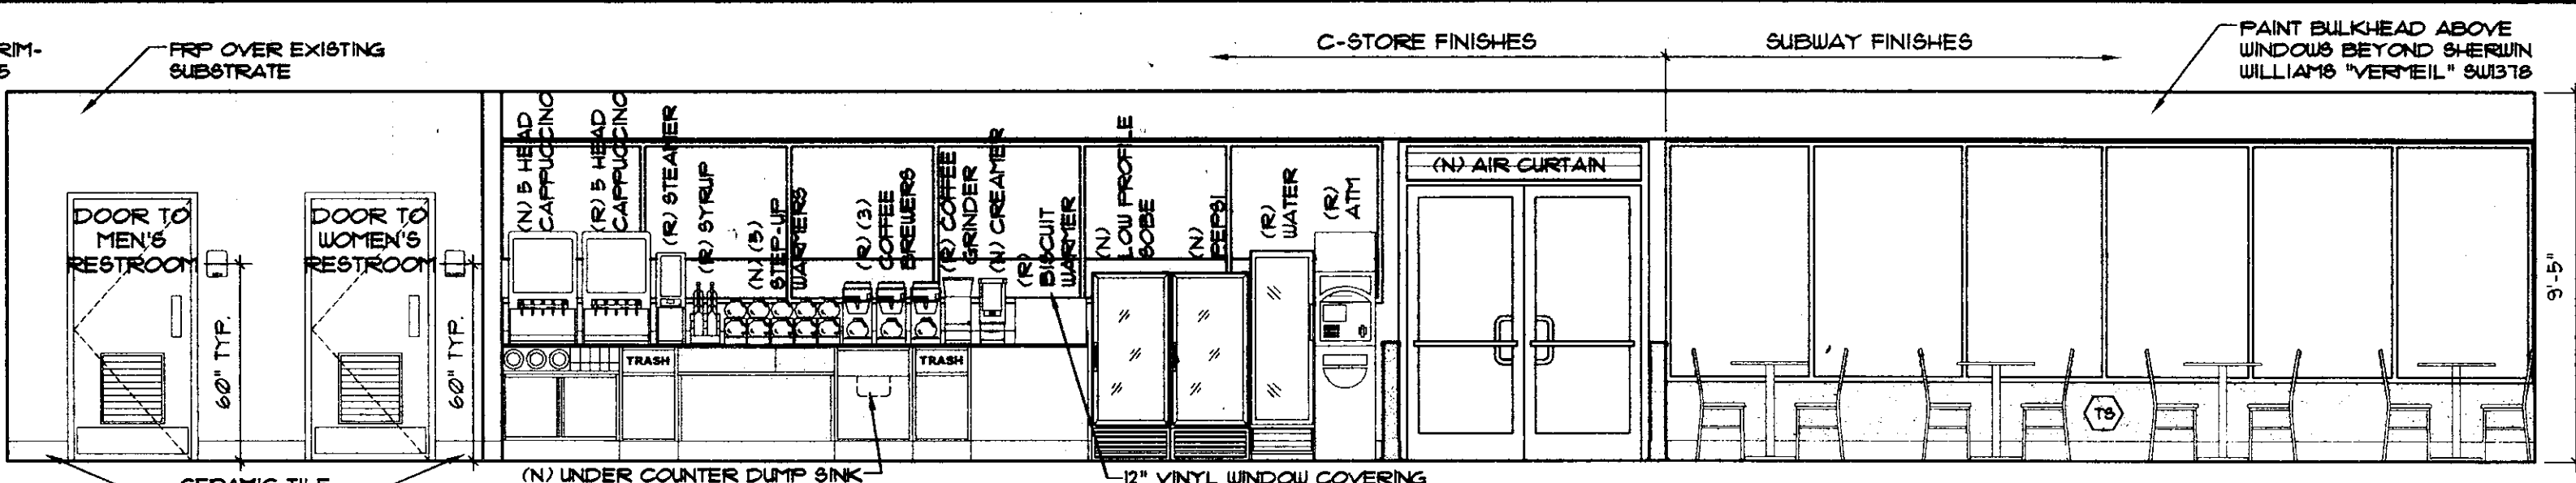 RIM-
FRP OVER EXISTING
SUBSTRATE
C-STORE FINISHES
SUBWAY FINISHES
PAINT BULKHEAD ABOVE
WINDOWS BEYOND SHERWIN
WILLIAMS "VERMEIL" SW1378
DOOR TO
MEN'S
RESTROOM
60" TYP.
DOOR TO
WOMEN'S
RESTROOM
60" TYP.
(N) 5 HEAD
CAPPUCCINO
(R) 5 HEAD
CAPPUCCINO
(R) STEAMER
(R) SYRUP
(N) (5)
STEP-UP
WARMERS
(R) (3)
COFFEE
BREWERS
(R) COFFEE
GRINDER
(N) CREAMER
(R)
BISCUIT
WARMER
(N)
LOW PROFILE
SOBE
(N)
PEPSI
(R)
WATER
(R)
ATM
(N) AIR CURTAIN
TRASH
TRASH
TS
9'-5"
CERAMIC TILE
(N) UNDER COUNTER DUMP SINK
12" VINYL WINDOW COVERING